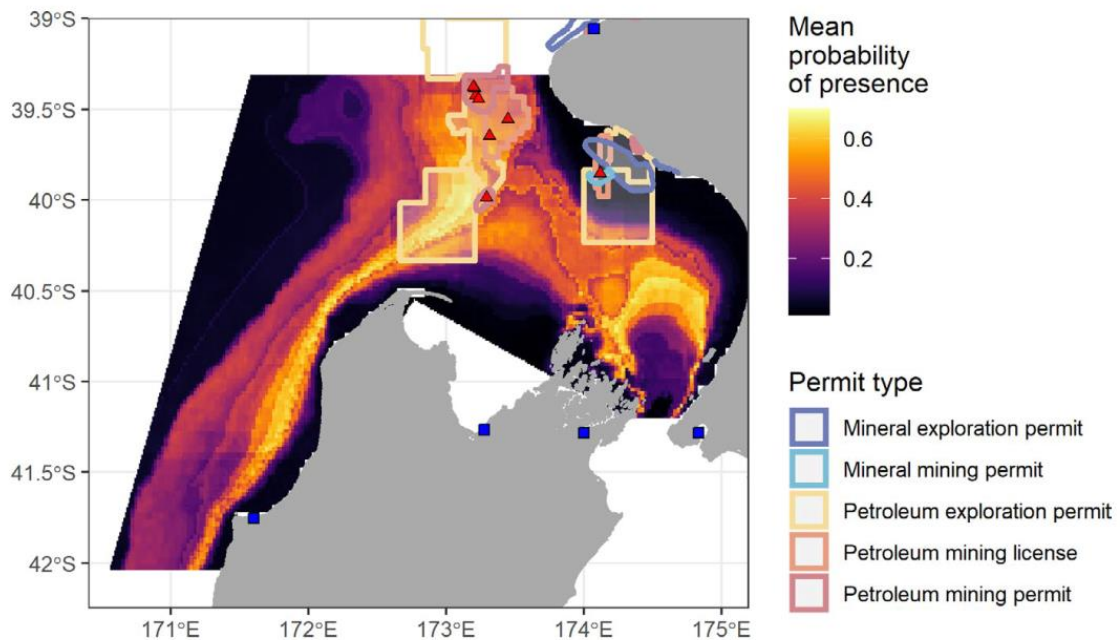 39°S
39.5°S
40°S
40.5°S
41°S
41.5°S
42°S
171°E
172°E
173°E
174°E
175°E
Mean
probability
of presence
0.6
0.4
0.2
Permit type
Mineral exploration permit
Mineral mining permit
Petroleum exploration permit
Petroleum mining license
Petroleum mining permit